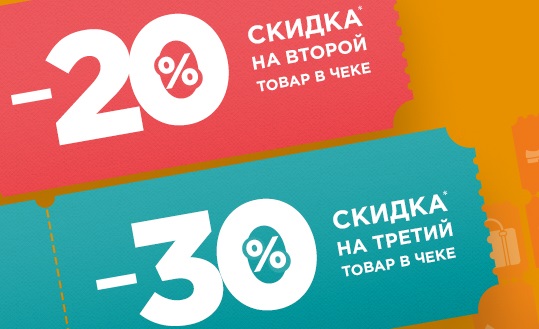 -20%
СКИДКА*
НА ВТОРОЙ
ТОВАР В ЧЕКЕ
-30%
СКИДКА*
НА ТРЕТИЙ
ТОВАР В ЧЕКЕ